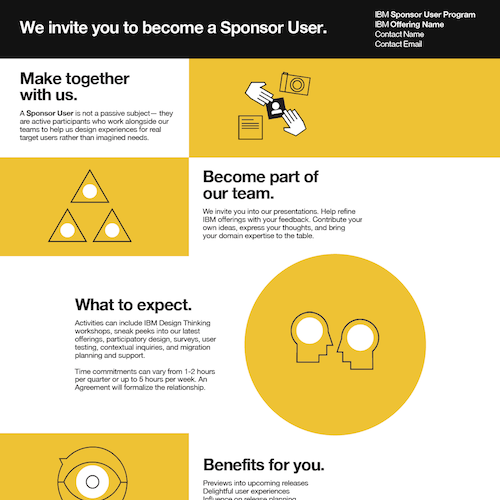 We invite you to become a Sponsor User.
IBM Sponsor User Program
IBM Offering Name
Contact Name
Contact Email
Make together
with us.
A Sponsor User is not a passive subject— they
are active participants who work alongside our
teams to help us design experiences for real
target users rather than imagined needs.
Become part of
our team.
We invite you into our presentations. Help refine
IBM offerings with your feedback. Contribute your
own ideas, express your thoughts, and bring
your domain expertise to the table.
What to expect.
Activities can include IBM Design Thinking
workshops, sneak peeks into our latest
offerings, participatory design, surveys, user
testing, contextual inquiries, and migration
planning and support.
Time commitments can vary from 1-2 hours
per quarter or up to 5 hours per week. An
Agreement will formalize the relationship.
Benefits for you.
Previews into upcoming releases
Delightful user experiences
Influence on release planning